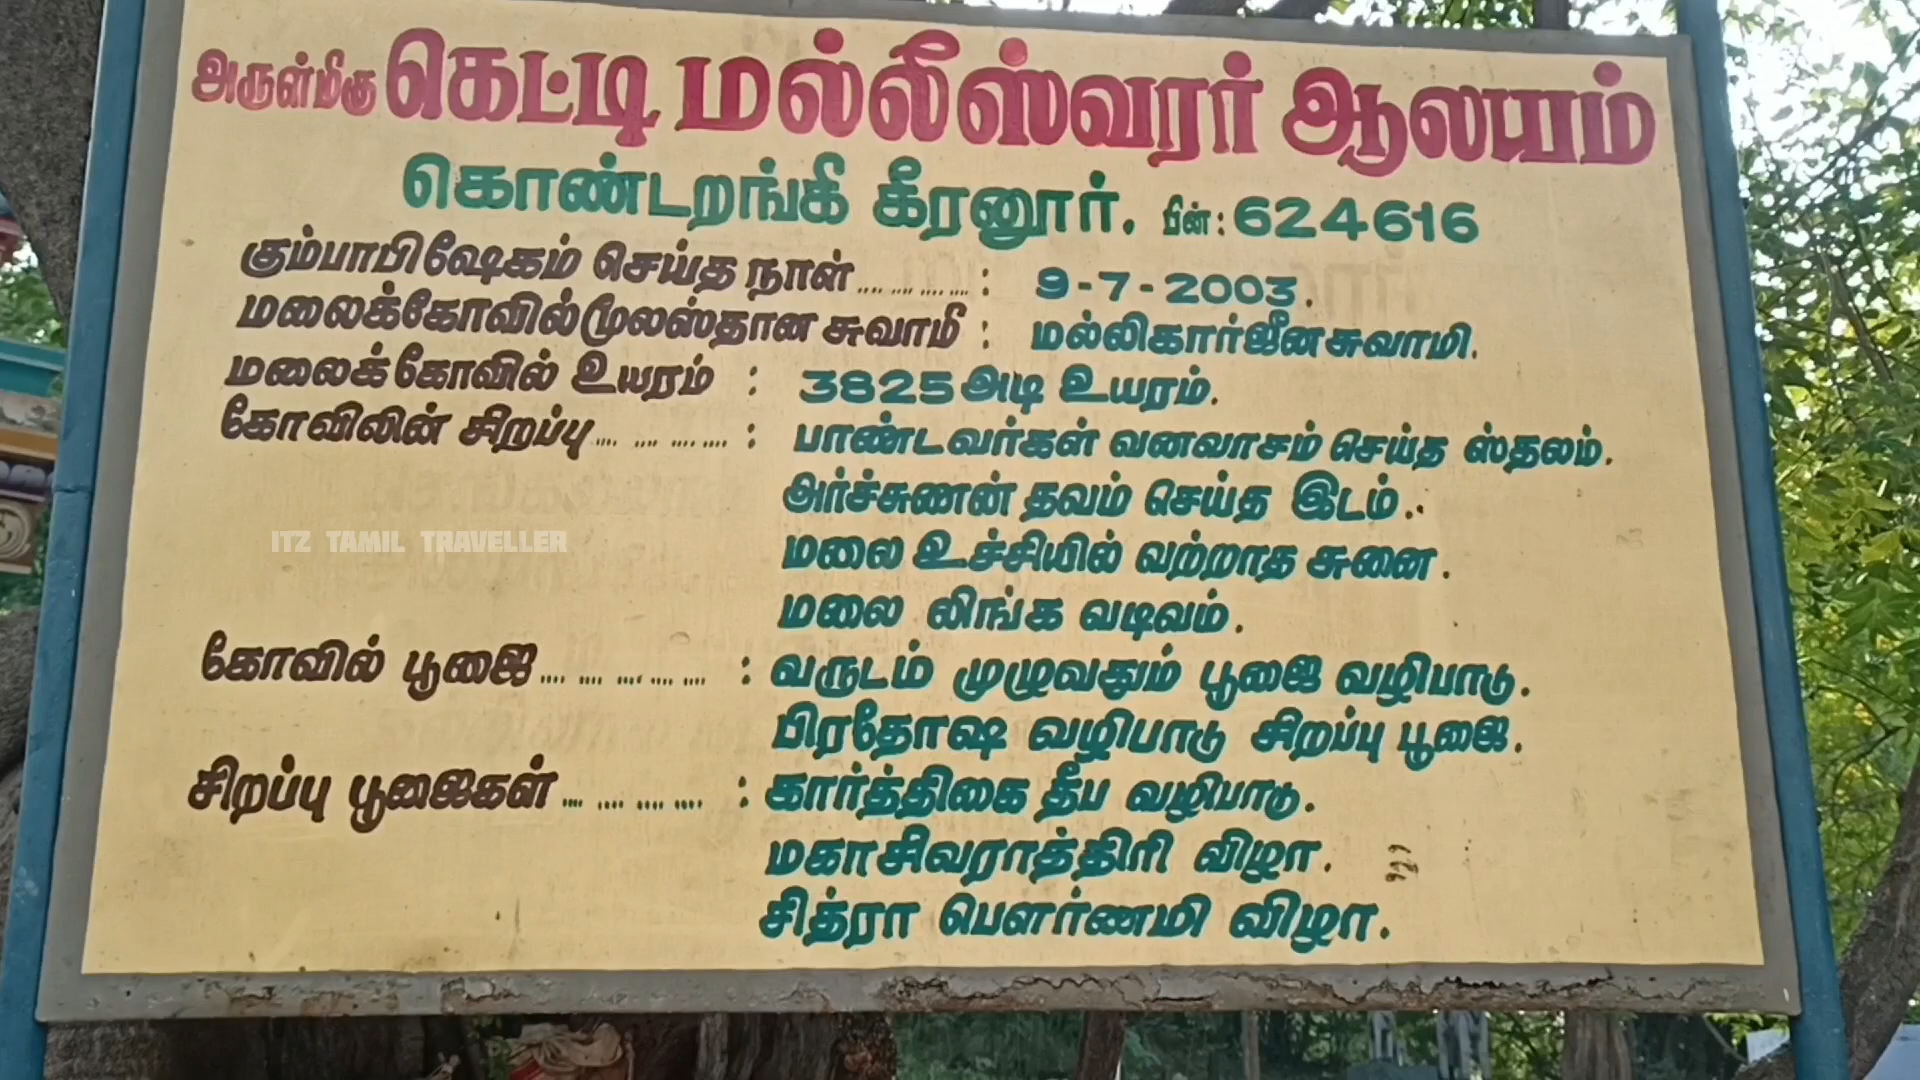 அருள்மிகு கெட்டி மல்லீஸ்வரர் ஆலயம்
கொண்டறங்கி கீரனூர். பின்: 624616
கும்பாபிஷேகம் செய்த நாள் .... .... .... .... : 9-7-2003.
மலைக்கோவில் மூலஸ்தான சுவாமி : மல்லிகார்ஜீனசுவாமி.
மலைக்கோவில் உயரம் : 3825 அடி உயரம்.
கோவிலின் சிறப்பு .... .... .... .... : பாண்டவர்கள் வனவாசம் செய்த ஸ்தலம்.
அர்ச்சுணன் தவம் செய்த இடம்.
மலை உச்சியில் வற்றாத சுனை.
ITZ TAMIL TRAVELLER
மலை லிங்க வடிவம்.
கோவில் பூஜை .... .... .... .... .... : வருடம் முழுவதும் பூஜை வழிபாடு.
பிரதோஷ வழிபாடு சிறப்பு பூஜை.
சிறப்பு பூஜைகள் .... .... .... .... : கார்த்திகை தீப வழிபாடு.
மகாசிவராத்திரி விழா.
சித்ரா பௌர்ணமி விழா.